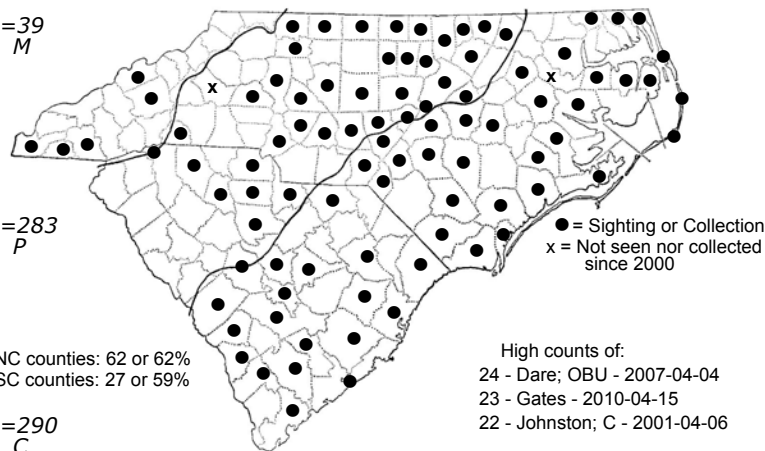 =39
M
x
x
=283
P
● = Sighting or Collection
x = Not seen nor collected
since 2000
NC counties: 62 or 62%
SC counties: 27 or 59%
High counts of:
24 - Dare; OBU - 2007-04-04
23 - Gates - 2010-04-15
22 - Johnston; C - 2001-04-06
=290
C